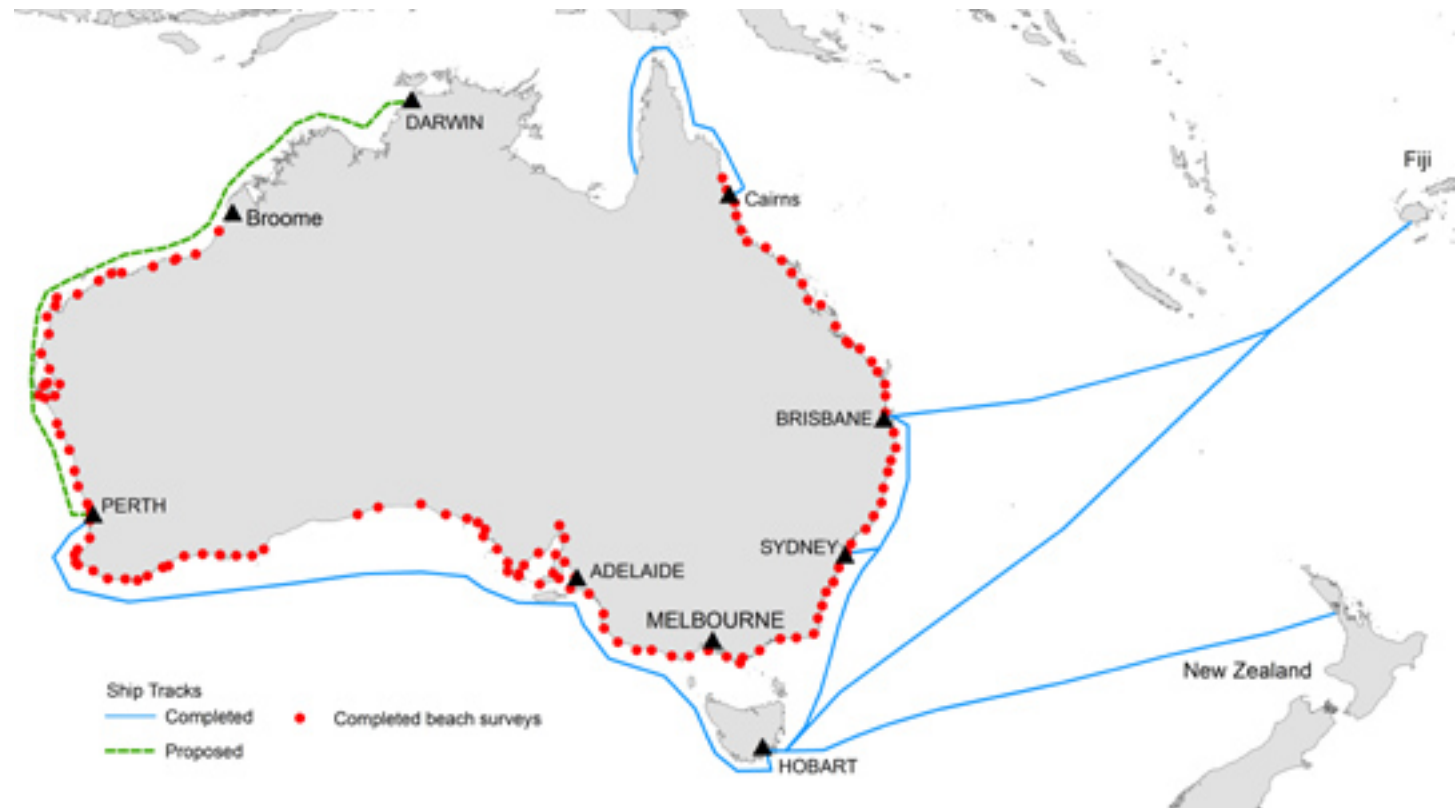 DARWIN
Fiji
Cairns
Broome
BRISBANE
PERTH
SYDNEY
ADELAIDE
MELBOURNE
New Zealand
Ship Tracks
Completed
Completed beach surveys
Proposed
HOBART